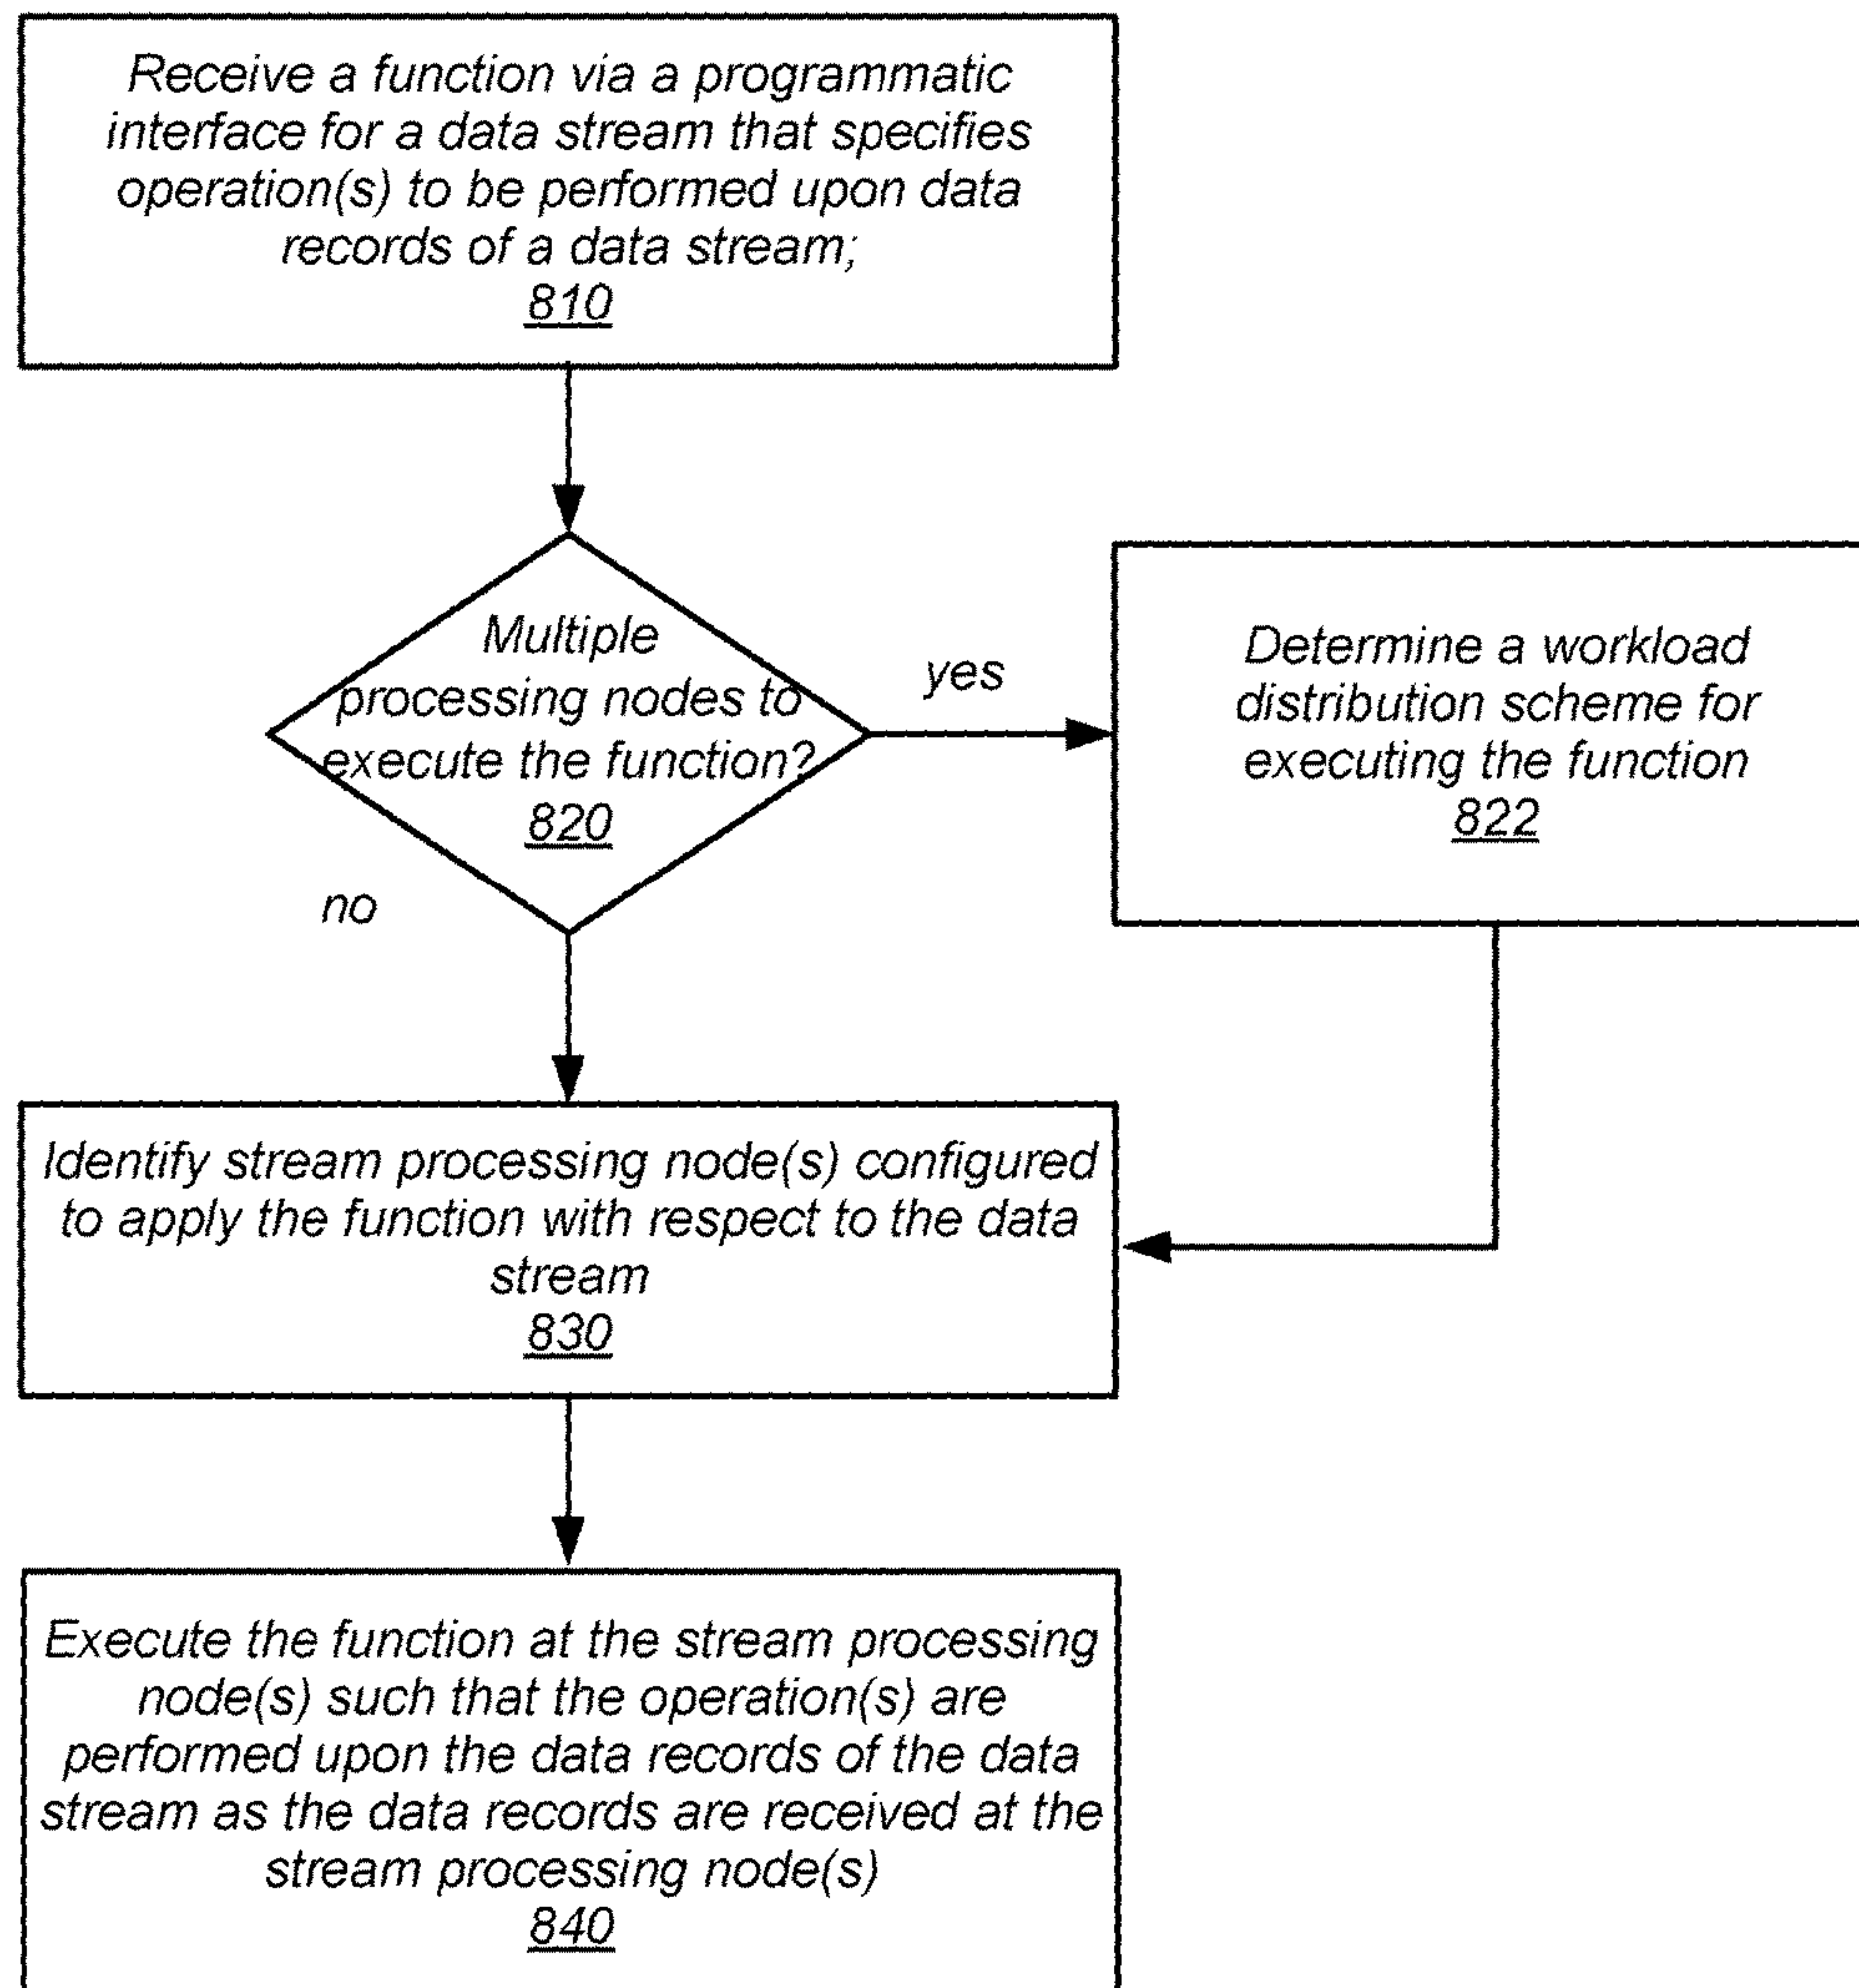 Receive a function via a programmatic
interface for a data stream that specifies
operation(s) to be performed upon data
records of a data stream;
810
Multiple
processing nodes to
execute the function?
820
yes
no
Determine a workload
distribution scheme for
executing the function
822
Identify stream processing node(s) configured
to apply the function with respect to the data
stream
830
Execute the function at the stream processing
node(s) such that the operation(s) are
performed upon the data records of the data
stream as the data records are received at the
stream processing node(s)
840